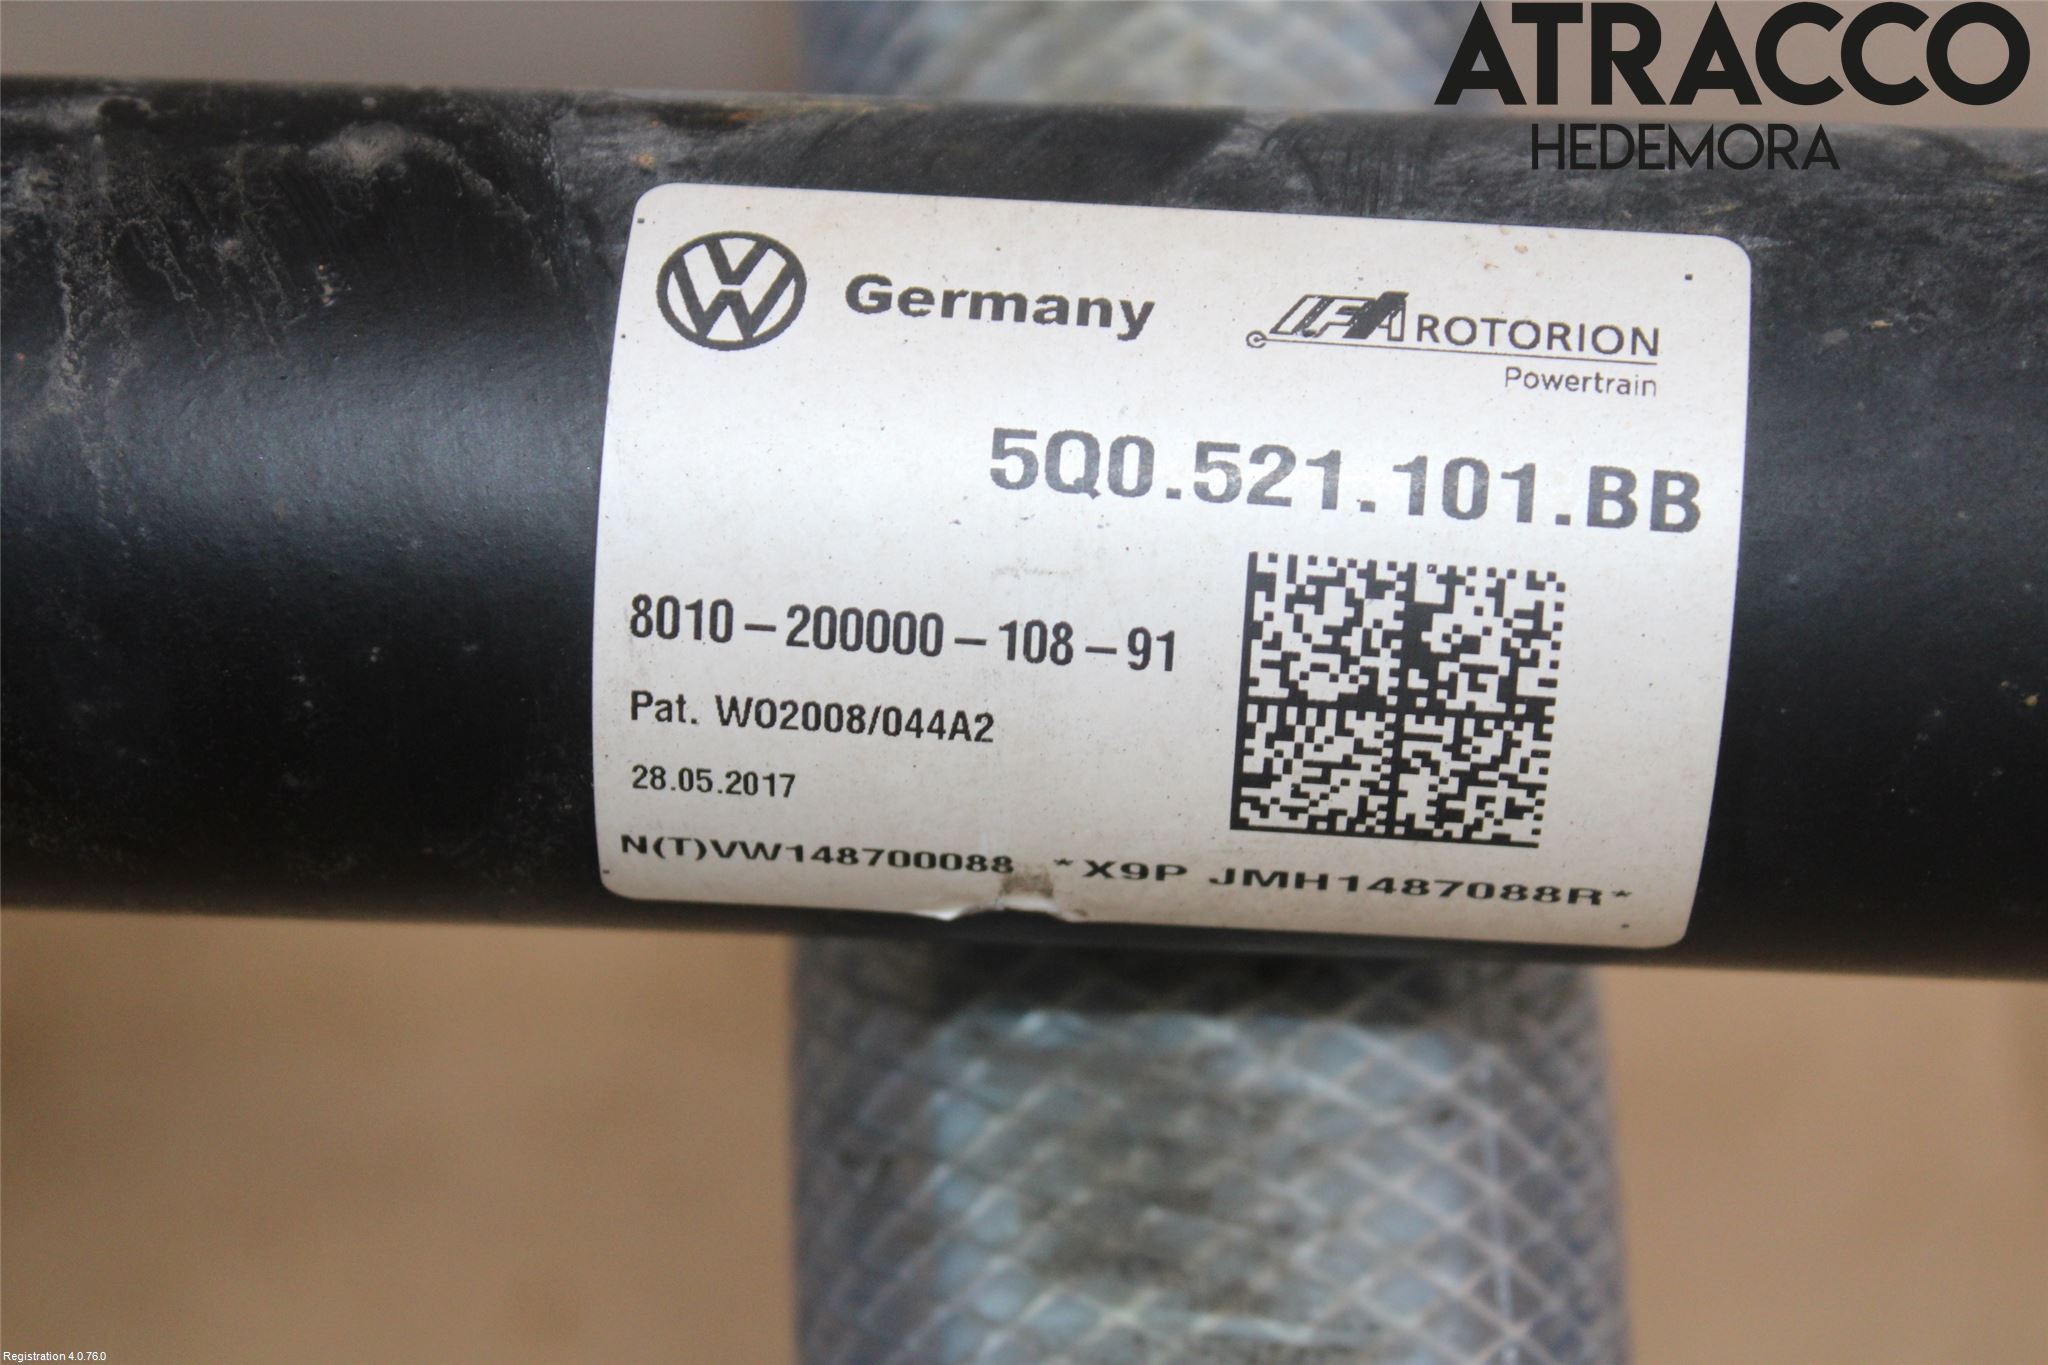 ATRACCO
HEDEMORA
VW Germany
IFA ROTORION
Powertrain
5Q0.521.101.BB
8010-200000-108-91
Pat. WO2008/044A2
28.05.2017
N(T)VW148700088 *X9P JMH1487088R*
Registration 4.0.76.0